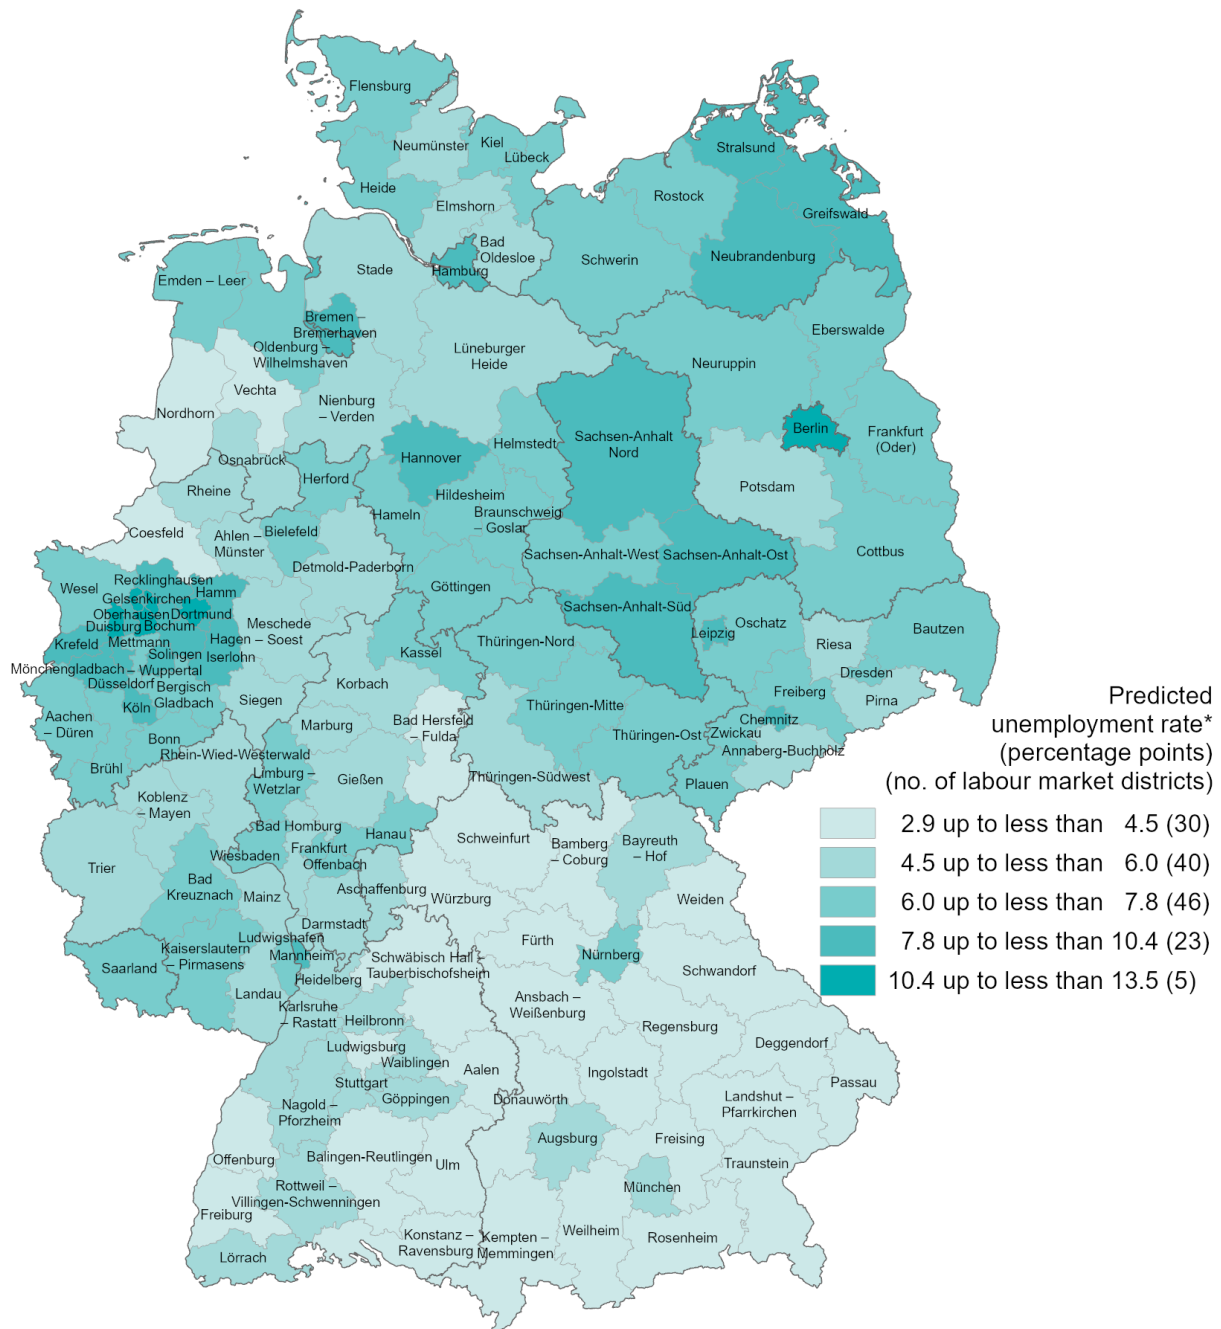 Flensburg
Neumünster
Kiel
Lübeck
Heide
Elmshorn
Bad
Oldesloe
Hamburg
Stralsund
Rostock
Greifswald
Schwerin
Neubrandenburg
Stade
Emden – Leer
Bremen –
Bremerhaven
Oldenburg –
Wilhelmshaven
Lüneburger
Heide
Eberswalde
Neuruppin
Vechta
Nordhorn
Nienburg
– Verden
Berlin
Frankfurt
(Oder)
Helmstedt
Sachsen-Anhalt
Nord
Hannover
Osnabrück
Herford
Rheine
Potsdam
Hildesheim
Hameln
Braunschweig
– Goslar
Coesfeld
Ahlen –
Münster
Bielefeld
Detmold-Paderborn
Sachsen-Anhalt-West
Sachsen-Anhalt-Ost
Cottbus
Göttingen
Wesel
Recklinghausen
Gelsenkirchen
Hamm
Oberhausen
Dortmund
Duisburg
Bochum
Mettmann
Krefeld
Hagen
Meschede
– Soest
Solingen
Iserlohn
Mönchengladbach
– Wuppertal
Düsseldorf
Bergisch
Gladbach
Köln
Sachsen-Anhalt-Süd
Leipzig
Oschatz
Riesa
Bautzen
Dresden
Pirna
Freiberg
Chemnitz
Zwickau
Annaberg-Buchholz
Plauen
Thüringen-Nord
Thüringen-Mitte
Thüringen-Ost
Thüringen-Südwest
Kassel
Korbach
Siegen
Marburg
Bad Hersfeld
– Fulda
Aachen
– Düren
Bonn
Brühl
Rhein-Wied-Westerwald
Limburg –
Wetzlar
Gießen
Koblenz
– Mayen
Bad Homburg
Hanau
Frankfurt
Offenbach
Wiesbaden
Trier
Bad
Kreuznach
Mainz
Aschaffenburg
Darmstadt
Schweinfurt
Bamberg
– Coburg
Bayreuth
– Hof
Würzburg
Weiden
Fürth
Nürnberg
Ludwigshafen
Mannheim
Heidelberg
Kaiserslautern
– Pirmasens
Saarland
Landau
Schwäbisch Hall –
Tauberbischofsheim
Schwandorf
Ansbach –
Weißenburg
Karlsruhe
– Rastatt
Heilbronn
Regensburg
Ludwigsburg
Waiblingen
Aalen
Stuttgart
Göppingen
Deggendorf
Ingolstadt
Passau
Donauwörth
Landshut –
Pfarrkirchen
Nagold –
Pforzheim
Augsburg
Freising
Offenburg
Balingen-Reutlingen
Ulm
Traunstein
München
Rottweil –
Villingen-Schwenningen
Freiburg
Lörrach
Konstanz –
Ravensburg
Kempten –
Memmingen
Weilheim
Rosenheim
Predicted
unemployment rate*
(percentage points)
(no. of labour market districts)
2.9 up to less than 4.5 (30)
4.5 up to less than 6.0 (40)
6.0 up to less than 7.8 (46)
7.8 up to less than 10.4 (23)
10.4 up to less than 13.5 (5)